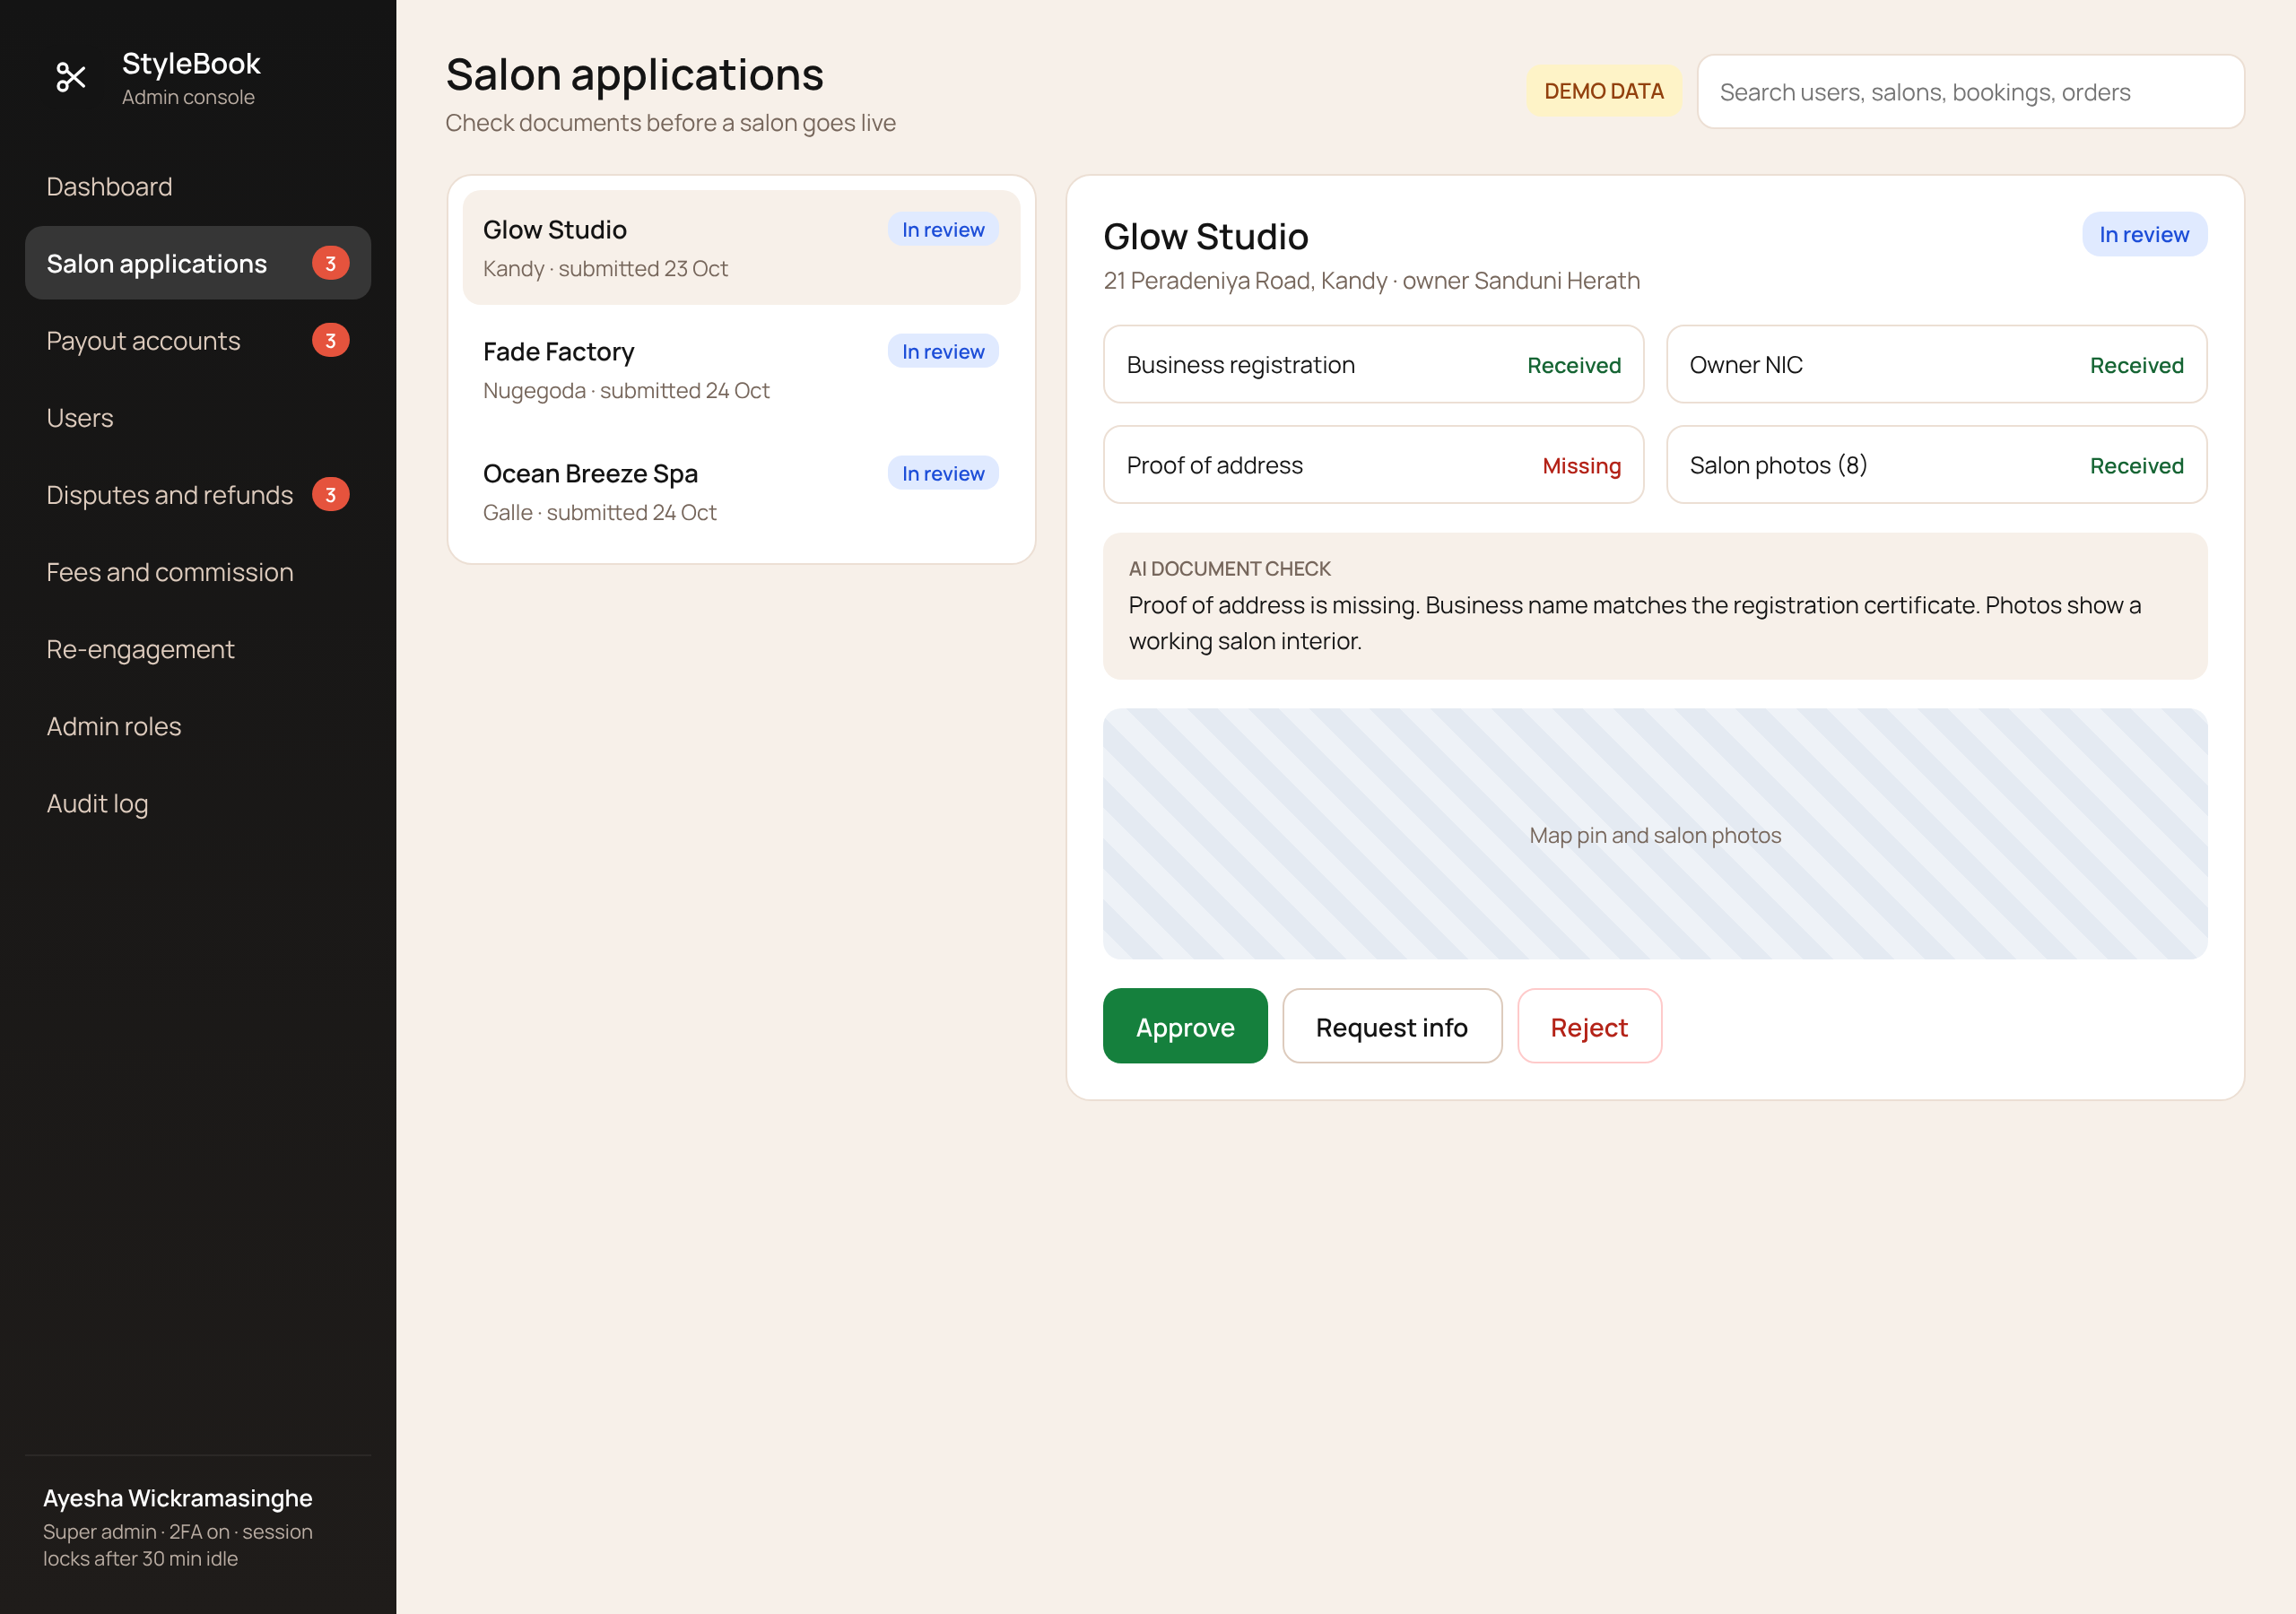 StyleBook
Admin console
Dashboard
Salon applications 3
Payout accounts 3
Users
Disputes and refunds 3
Fees and commission
Re-engagement
Admin roles
Audit log
Ayesha Wickramasinghe
Super admin · 2FA on · session
locks after 30 min idle
Salon applications
Check documents before a salon goes live
DEMO DATA
Search users, salons, bookings, orders
Glow Studio In review
Kandy · submitted 23 Oct
Fade Factory In review
Nugegoda · submitted 24 Oct
Ocean Breeze Spa In review
Galle · submitted 24 Oct
Glow Studio In review
21 Peradeniya Road, Kandy · owner Sanduni Herath
Business registration Received
Owner NIC Received
Proof of address Missing
Salon photos (8) Received
AI DOCUMENT CHECK
Proof of address is missing. Business name matches the registration certificate. Photos show a
working salon interior.
Map pin and salon photos
Approve
Request info
Reject